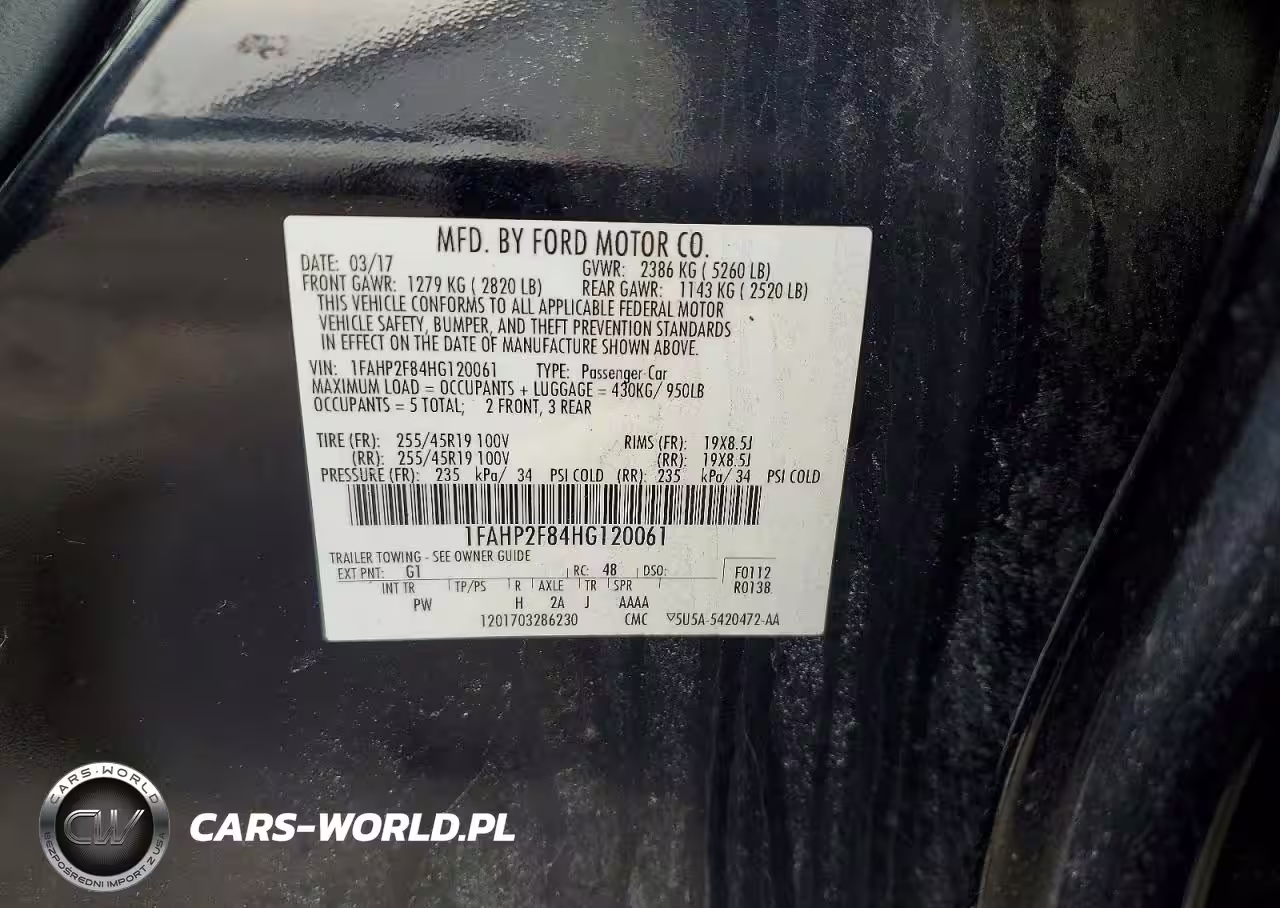 MFD. BY FORD MOTOR CO.
DATE: 03/17 GVWR: 2386 KG ( 5260 LB)
FRONT GAWR: 1279 KG ( 2820 LB) REAR GAWR: 1143 KG ( 2520 LB)
THIS VEHICLE CONFORMS TO ALL APPLICABLE FEDERAL MOTOR
VEHICLE SAFETY, BUMPER, AND THEFT PREVENTION STANDARDS
IN EFFECT ON THE DATE OF MANUFACTURE SHOWN ABOVE.
VIN: 1FAHP2F84HG120061 TYPE: Passenger Car
MAXIMUM LOAD = OCCUPANTS + LUGGAGE = 430KG/ 950LB
OCCUPANTS = 5 TOTAL; 2 FRONT, 3 REAR
TIRE (FR): 255/45R19 100V RIMS (FR): 19X8.5J
(RR): 255/45R19 100V (RR): 19X8.5J
PRESSURE (FR): 235 kPa/ 34 PSI COLD (RR): 235 kPa/ 34 PSI COLD
1FAHP2F84HG120061
TRAILER TOWING - SEE OWNER GUIDE
EXT PNT: G1 RC: 48 DSO: F0112
INT TR TP/PS R AXLE TR SPR R0138
PW H 2A J AAAA
1201703286230 CMC ▽5U5A-5420472-AA
CARS-WORLD
CW
BEZPOŚREDNI IMPORT Z USA
CARS-WORLD.PL